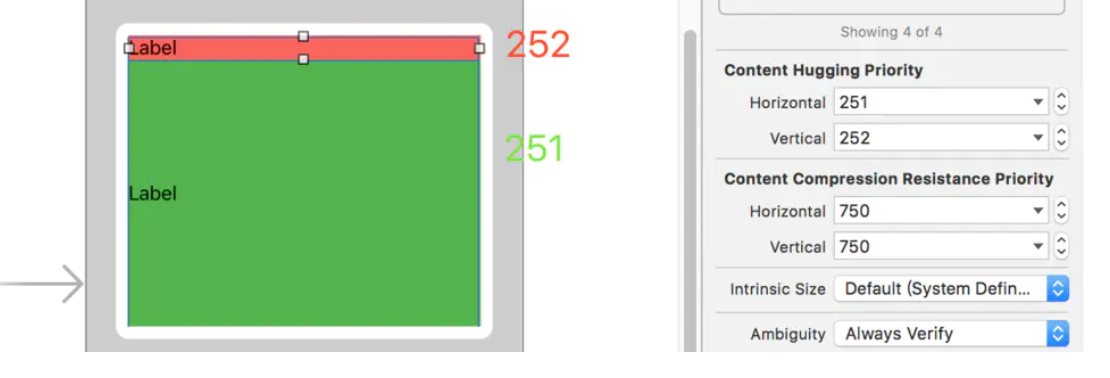 Label
252
251
Label
Showing 4 of 4
Content Hugging Priority
Horizontal 251
Vertical 252
Content Compression Resistance Priority
Horizontal 750
Vertical 750
Intrinsic Size Default (System Defin...
Ambiguity Always Verify